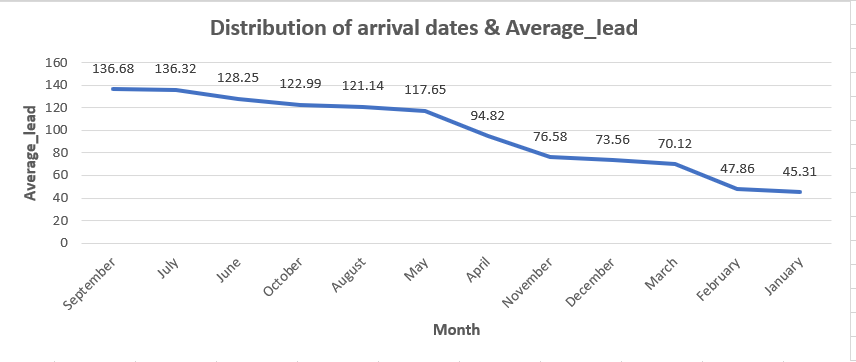 Distribution of arrival dates & Average_lead
Average_lead
160
140
120
100
80
60
40
20
0
136.68 136.32 128.25 122.99 121.14 117.65 94.82 76.58 73.56 70.12 47.86 45.31
September July June October August May April November December March February January
Month